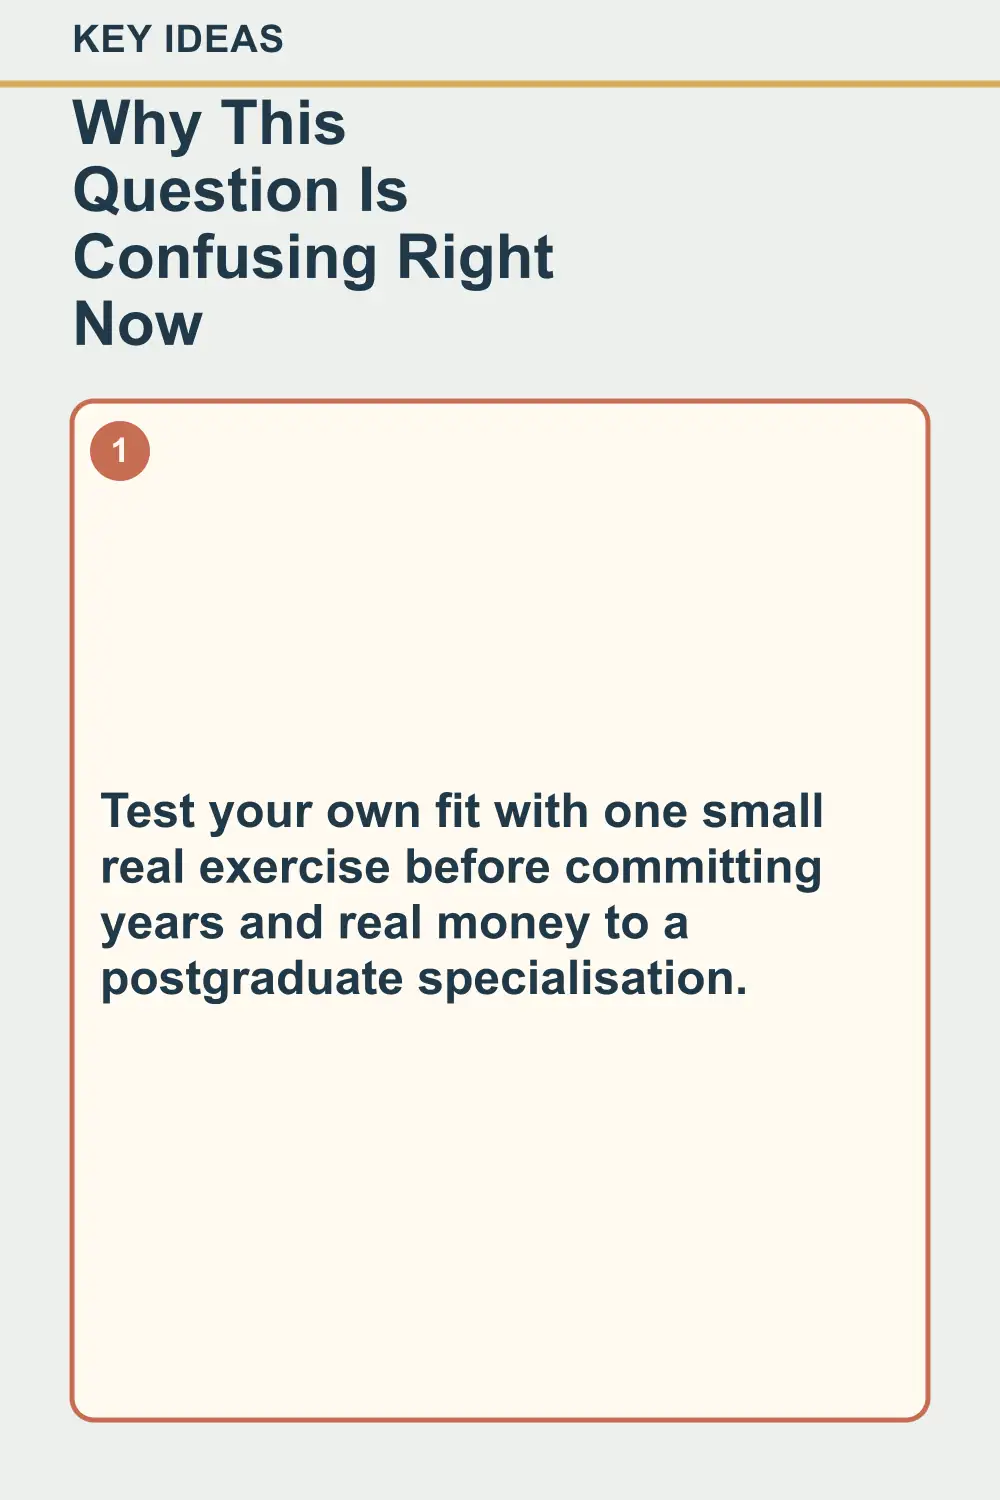 KEY IDEAS
Why This
Question Is
Confusing Right
Now
1
Test your own fit with one small
real exercise before committing
years and real money to a
postgraduate specialisation.